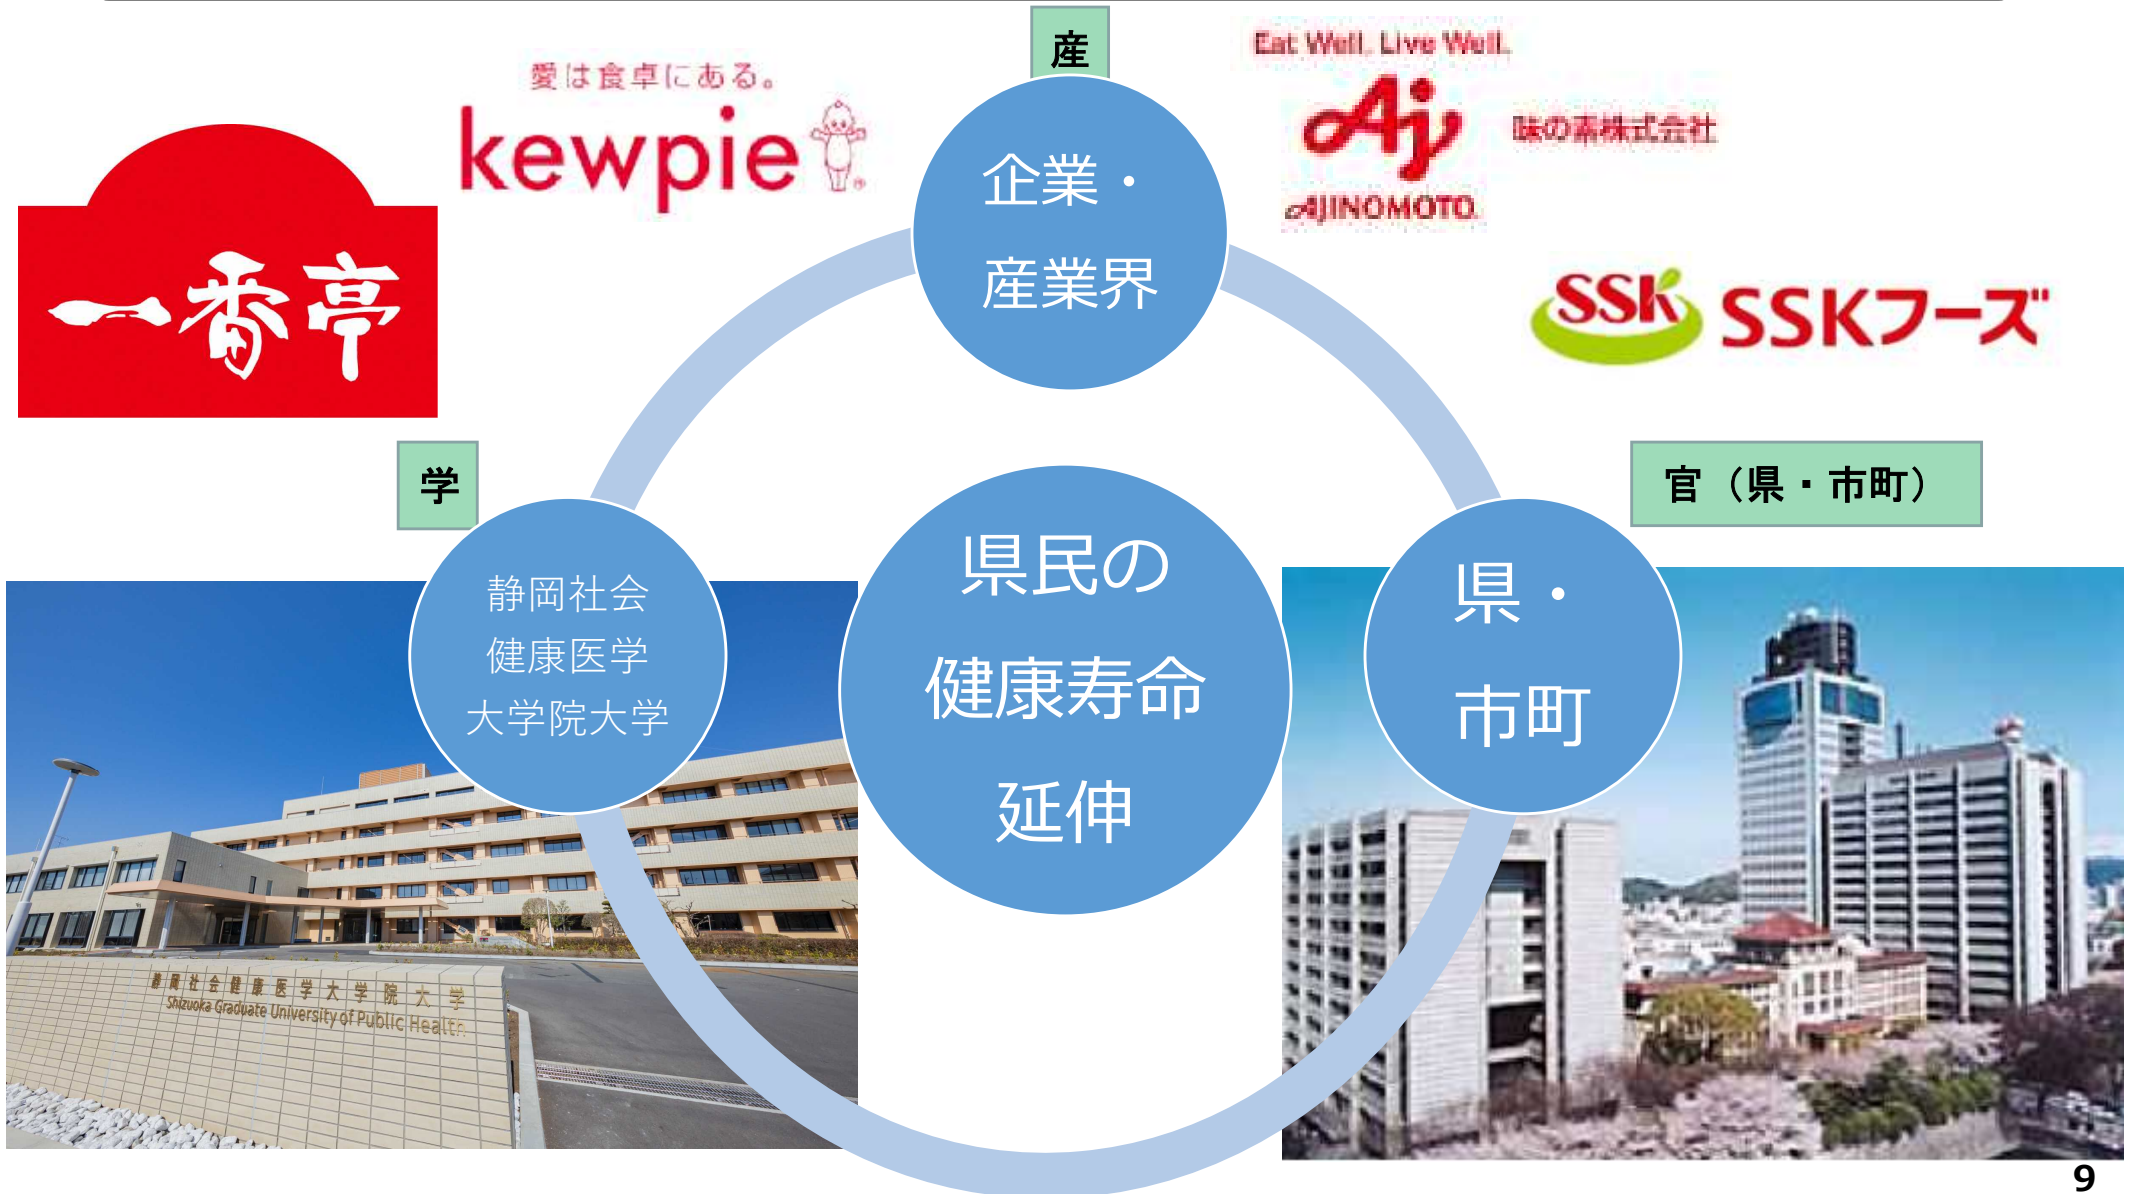 産
Eat Well. Live Well.
愛は食卓にある。
kewpie
Aj
味の素株式会社
AJINOMOTO
企業・
産業界
一番亭
SSK
SSKフーズ
学
官（県・市町）
静岡社会
健康医学
大学院大学
県民の
健康寿命
延伸
県・
市町
静岡社会健康医学大学院大学
Shizuoka Graduate University of Public Health
9